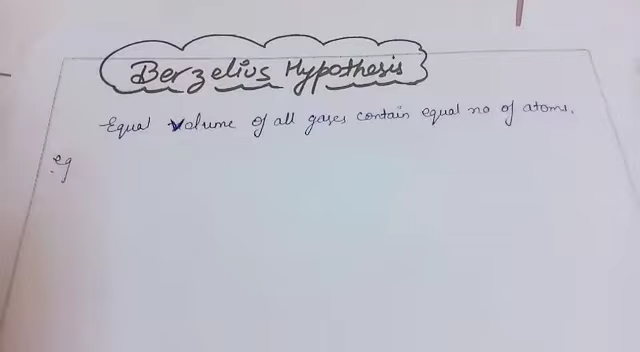 Berzelius Hypothesis
Equal volume of all gases contain equal no of atoms.
eg